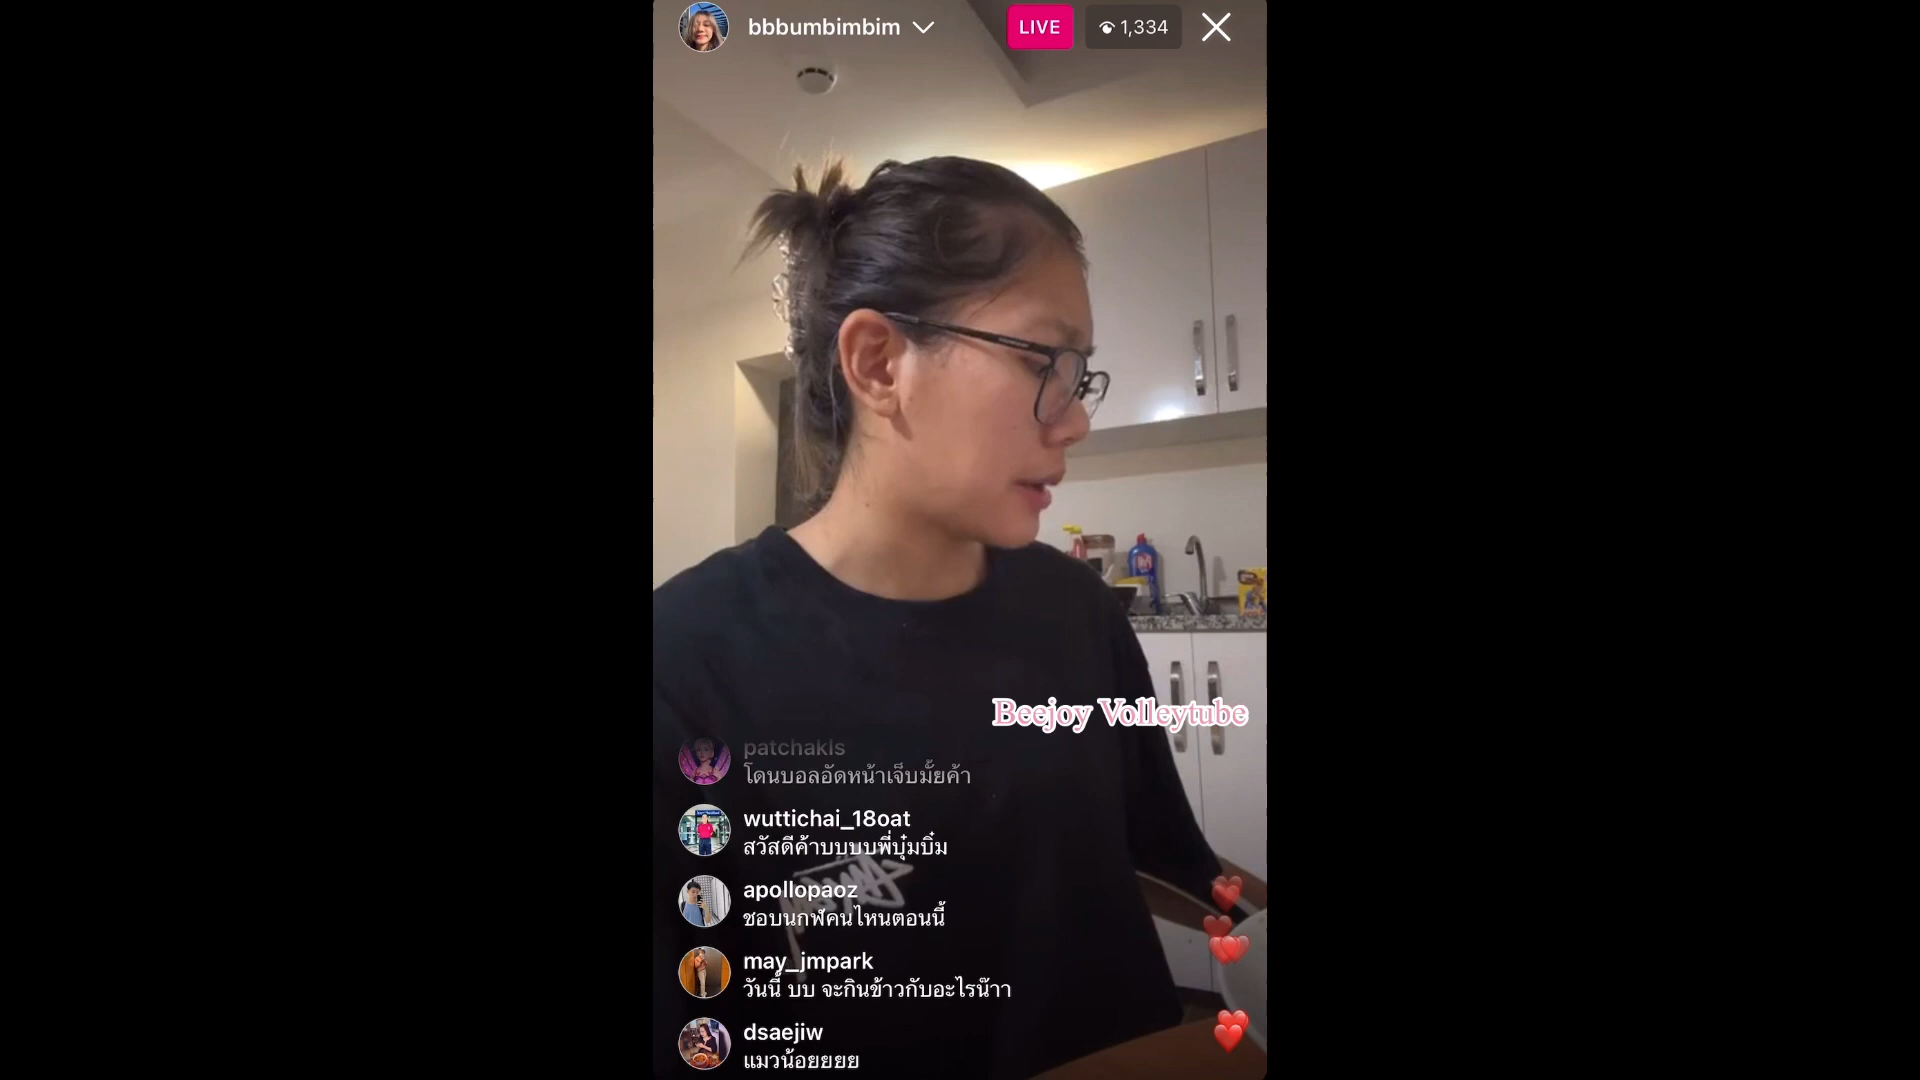 bbbumbimbim
LIVE
1,334
Beejoy Volleytube
patchakls
โดนบอลอัดหน้าเจ็บมั้ยค้า
wuttichai_18oat
สวัสดีค้าบบบบพี่บุ๋มบิ๋ม
apollopaoz
ชอบนกฬคนไหนตอนนี้
may_jmpark
วันนี้ บบ จะกินข้าวกับอะไรน๊าา
dsaejiw
แมวน้อยยยย